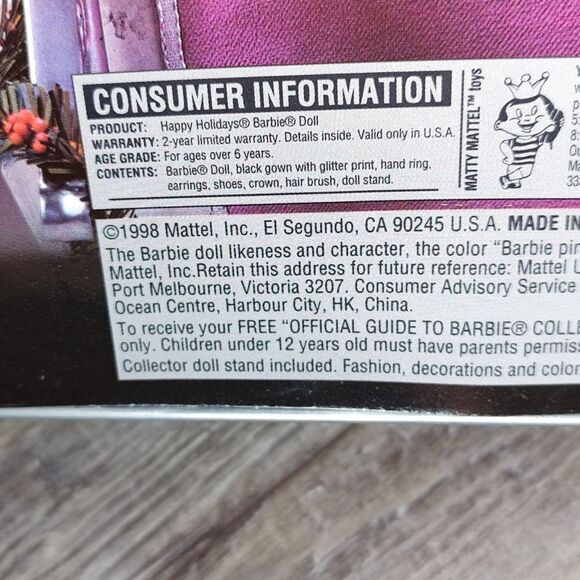 CONSUMER INFORMATION
PRODUCT: Happy Holidays® Barbie® Doll
WARRANTY: 2-year limited warranty. Details inside. Valid only in U.S.A.
AGE GRADE: For ages over 6 years.
CONTENTS: Barbie® Doll, black gown with glitter print, hand ring,
earrings, shoes, crown, hair brush, doll stand.
MATTY MATTEL™ toys
©1998 Mattel, Inc., El Segundo, CA 90245 U.S.A. MADE IN
The Barbie doll likeness and character, the color "Barbie pin
Mattel, Inc.Retain this address for future reference: Mattel
Port Melbourne, Victoria 3207. Consumer Advisory Service
Ocean Centre, Harbour City, HK, China.
To receive your FREE "OFFICIAL GUIDE TO BARBIE® COLLE
only. Children under 12 years old must have parents permiss
Collector doll stand included. Fashion, decorations and color